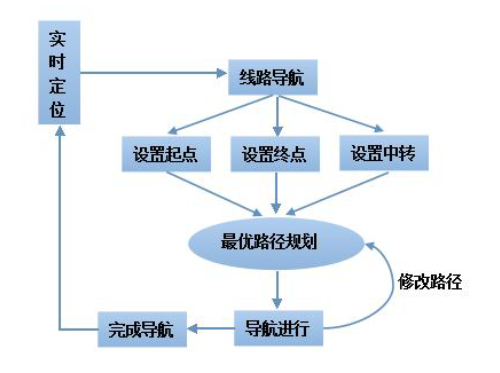 实
时
定
位
线路导航
设置起点
设置终点
设置中转
最优路径规划
修改路径
完成导航
导航进行